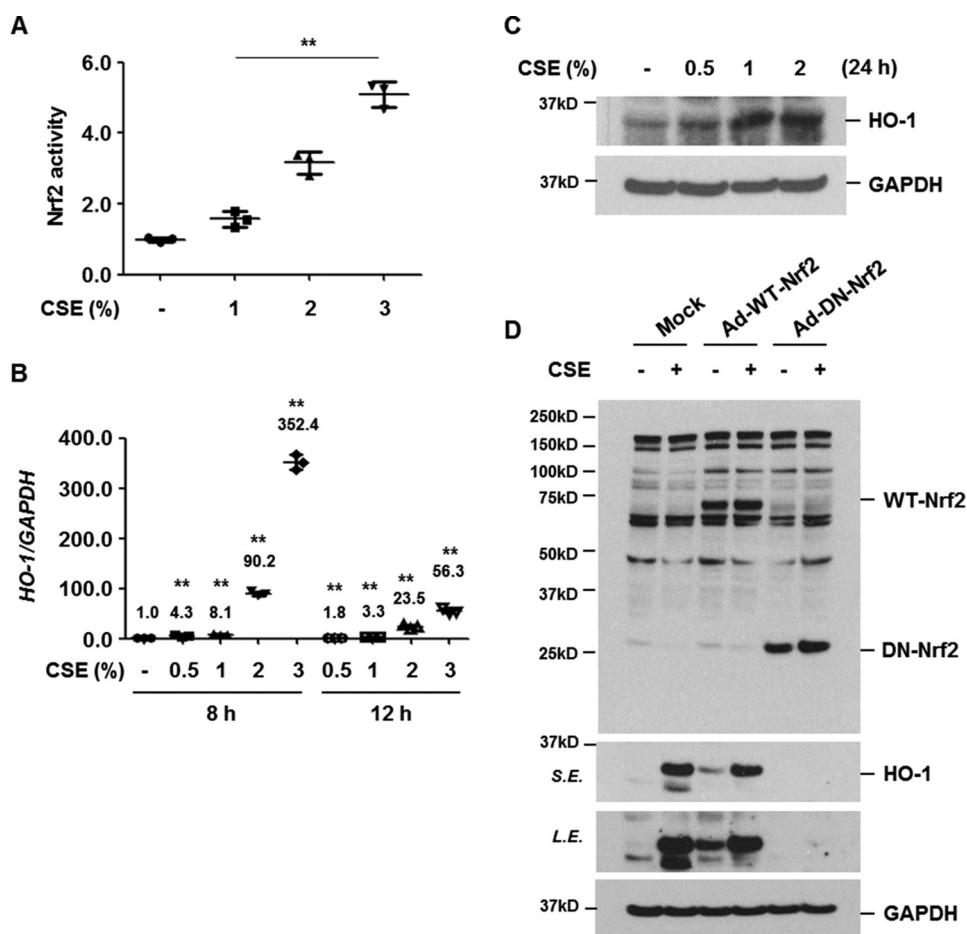 A
**
6.0
4.0
2.0
0.0
Nrf2 activity
CSE (%) - 1 2 3
B
400.0
300.0
200.0
100.0
0.0
HO-1/GAPDH
1.0
**
4.3
**
8.1
**
90.2
**
352.4
**
1.8
**
3.3
**
23.5
**
56.3
CSE (%) - 0.5 1 2 3 0.5 1 2 3
8 h 12 h
C
CSE (%) - 0.5 1 2 (24 h)
37kD
HO-1
37kD
GAPDH
D
Mock Ad-WT-Nrf2 Ad-DN-Nrf2
CSE - + - + - +
250kD
150kD
100kD
75kD
WT-Nrf2
50kD
37kD
25kD
DN-Nrf2
37kD
S.E.
HO-1
L.E.
37kD
GAPDH